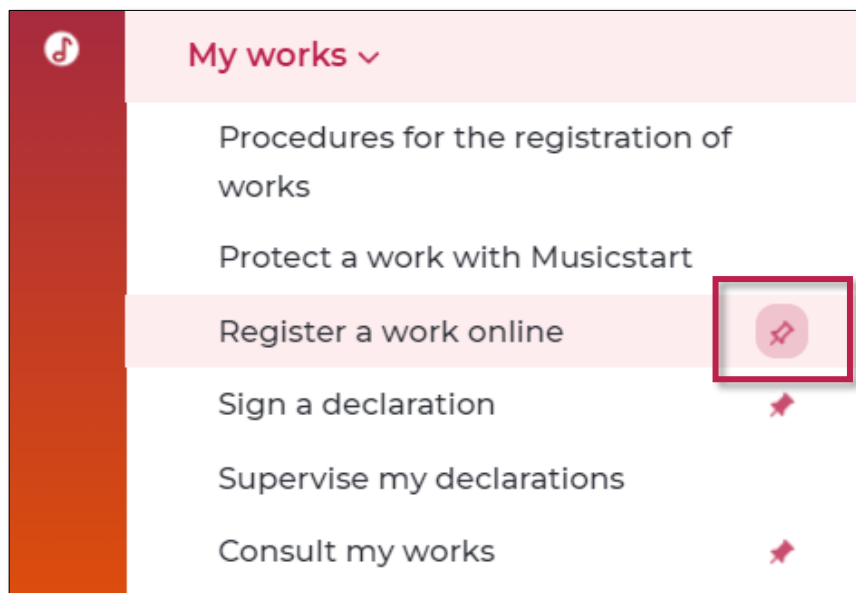 My works
Procedures for the registration of
works
Protect a work with Musicstart
Register a work online
Sign a declaration
Supervise my declarations
Consult my works